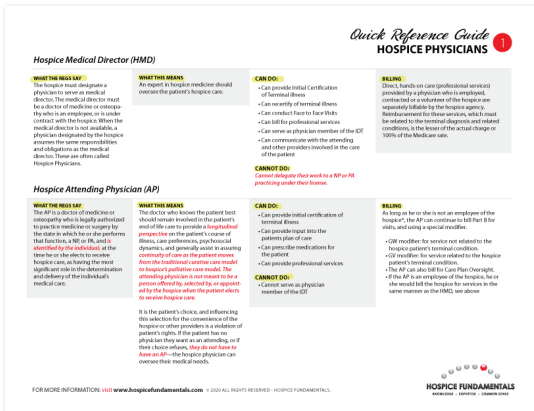 Quick Reference Guide
HOSPICE PHYSICIANS
1
Hospice Medical Director (HMD)
WHAT THE REGS SAY
The hospice must designate a
physician to serve as medical
director. The medical director must
be a doctor of medicine or osteopa-
thy who is an employee, or is under
contract with the hospice. When the
medical director is not available, a
physician designated by the hospice
assumes the same responsibilities
and obligations as the medical
director. These are often called
Hospice Physicians.
WHAT THIS MEANS
An expert in hospice medicine should
oversee the patient's hospice care.
CAN DO:
• Can provide Initial Certification
of Terminal illness
• Can recertify of terminal illness
• Can conduct Face to Face Visits
• Can bill for professional services
• Can serve as physician member of the IDT
• Can communicate with the attending
and other providers involved in the care
of the patient
CANNOT DO:
Cannot delegate their work to a NP or PA
practicing under their license.
BILLING
Direct, hands-on care (professional services)
provided by a physician who is employed,
contracted or a volunteer of the hospice are
separately billable by the hospice agency.
Reimbursement for these services, which must
be related to the terminal diagnosis and related
conditions, is the lesser of the actual charge or
100% of the Medicare rate.
Hospice Attending Physician (AP)
WHAT THE REGS SAY
The AP is a doctor of medicine or
osteopathy who is legally authorized
to practice medicine or surgery by
the state in which he or she performs
that function, a NP, or PA, and is
identified by the individual, at the
time he or she elects to receive
hospice care, as having the most
significant role in the determination
and delivery of the individual's
medical care.
WHAT THIS MEANS
The doctor who knows the patient best
should remain involved in the patient's
end of life care to provide a longitudinal
perspective on the patient's course of
illness, care preferences, psychosocial
dynamics, and generally assist in assuring
continuity of care as the patient moves
from the traditional curative care model
to hospice's palliative care model. The
attending physician is not meant to be a
person offered by, selected by, or appoint-
ed by the hospice when the patient elects
to receive hospice care.
It is the patient's choice, and influencing
this selection for the convenience of the
hospice or other providers is a violation of
patient's rights. If the patient has no
physician they want as an attending, or if
their choice refuses, they do not have to
have an AP—the hospice physician can
oversee their medical needs.
CAN DO:
• Can provide initial certification of
terminal illness
• Can provide input into the
patients plan of care
• Can prescribe medications for
the patient
• Can provide professional services
CANNOT DO:
• Cannot serve as physician
member of the IDT
BILLING
As long as he or she is not an employee of the
hospice*, the AP can continue to bill Part B for
visits, and using a special modifier.
• GW modifier: for service not related to the
hospice patient's terminal condition.
• GV modifier: for service related to the hospice
patient's terminal condition.
• The AP can also bill for Care Plan Oversight.
• If the AP is an employee of the hospice, he or
she would bill the hospice for services in the
same manner as the HMD, see above
FOR MORE INFORMATION: visit www.hospicefundamentals.com © 2020 ALL RIGHTS RESERVED - HOSPICE FUNDAMENTALS.
HOSPICE FUNDAMENTALS
KNOWLEDGE • EXPERTISE • COMMON SENSE